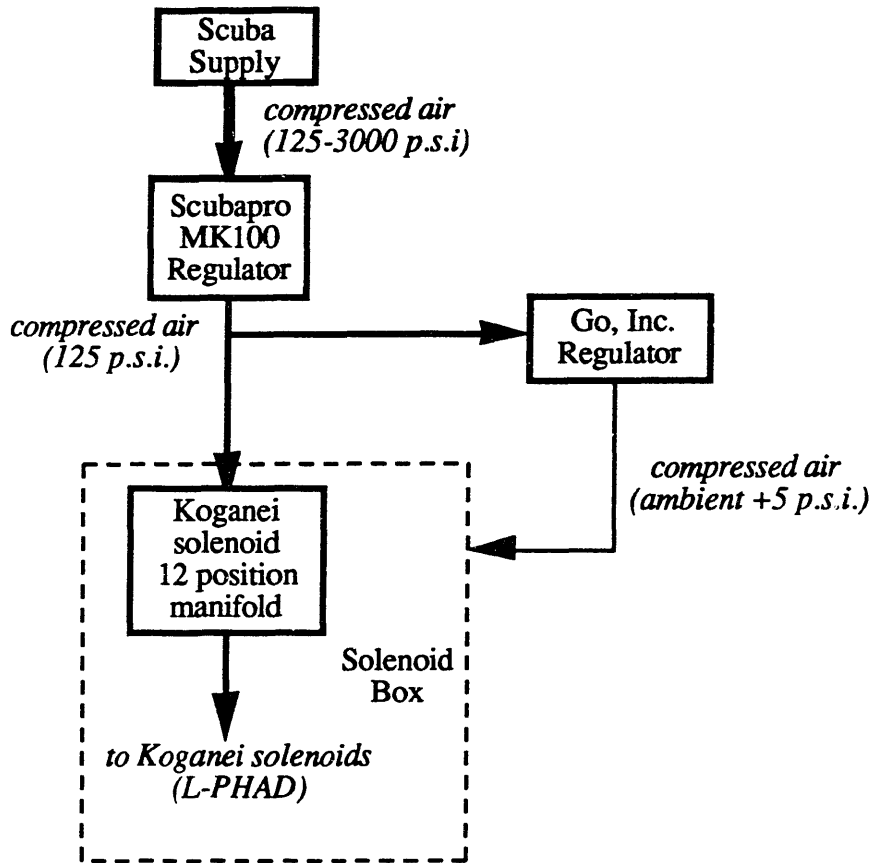 Scuba
Supply
compressed air
(125-3000 p.s.i)
Scubapro
MK100
Regulator
compressed air
(125 p.s.i.)
Go, Inc.
Regulator
compressed air
(ambient +5 p.s.i.)
Koganei
solenoid
12 position
manifold
Solenoid
Box
to Koganei solenoids
(L-PHAD)